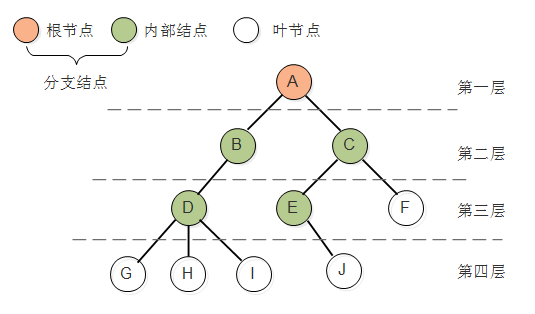 根节点 内部结点 叶节点
分支结点
A 第一层
B C 第二层
D E F 第三层
G H I J 第四层